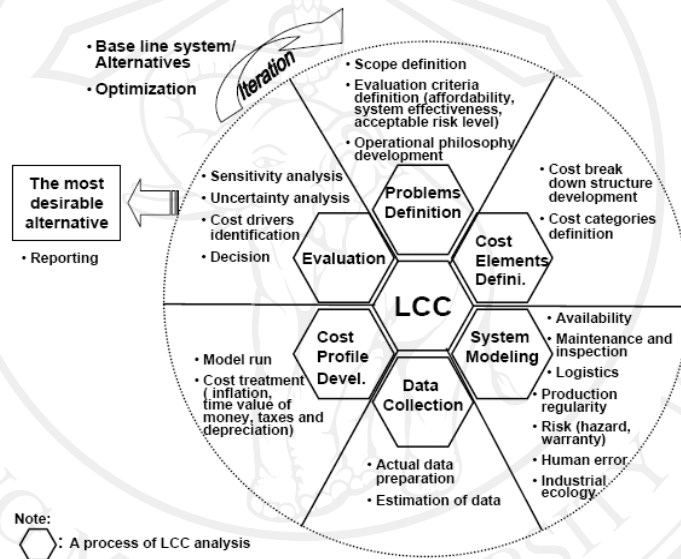 • Base line system/
Alternatives
• Optimization
Iteration
• Scope definition
• Evaluation criteria
definition (affordability,
system effectiveness,
acceptable risk level)
• Operational philosophy
development
• Cost break
down structure
development
• Cost categories
definition
• Sensitivity analysis
• Uncertainty analysis
• Cost drivers
identification
• Decision
The most
desirable
alternative
• Reporting
Problems
Definition
Cost
Elements
Defini.
Evaluation
LCC
System
Modeling
Cost
Profile
Devel.
Data
Collection
• Availability
• Maintenance and
inspection
• Logistics
• Production
regularity
• Risk (hazard,
warranty)
• Human error
• Industrial
ecology
• Model run
• Cost treatment
( inflation,
time value of
money, taxes and
depreciation)
• Actual data
preparation
• Estimation of data
Note:
: A process of LCC analysis